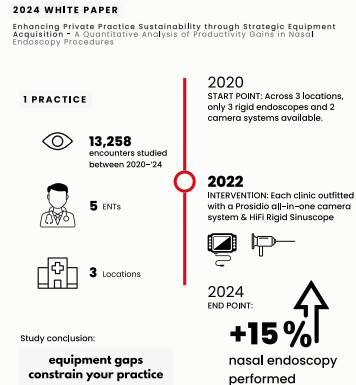 2024 WHITE PAPER
Enhancing Private Practice Sustainability through Strategic Equipment
Acquisition - A Quantitative Analysis of Productivity Gains in Nasal
Endoscopy Procedures
1 PRACTICE
13,258
encounters studied
between 2020-'24
5 ENTs
3 Locations
Study conclusion:
equipment gaps
constrain your practice
2020
START POINT: Across 3 locations,
only 3 rigid endoscopes and 2
camera systems available.
2022
INTERVENTION: Each clinic outfitted
with a Prosidio all-in-one camera
system & HiFi Rigid Sinuscope
2024
END POINT:
+15%
nasal endoscopy
performed